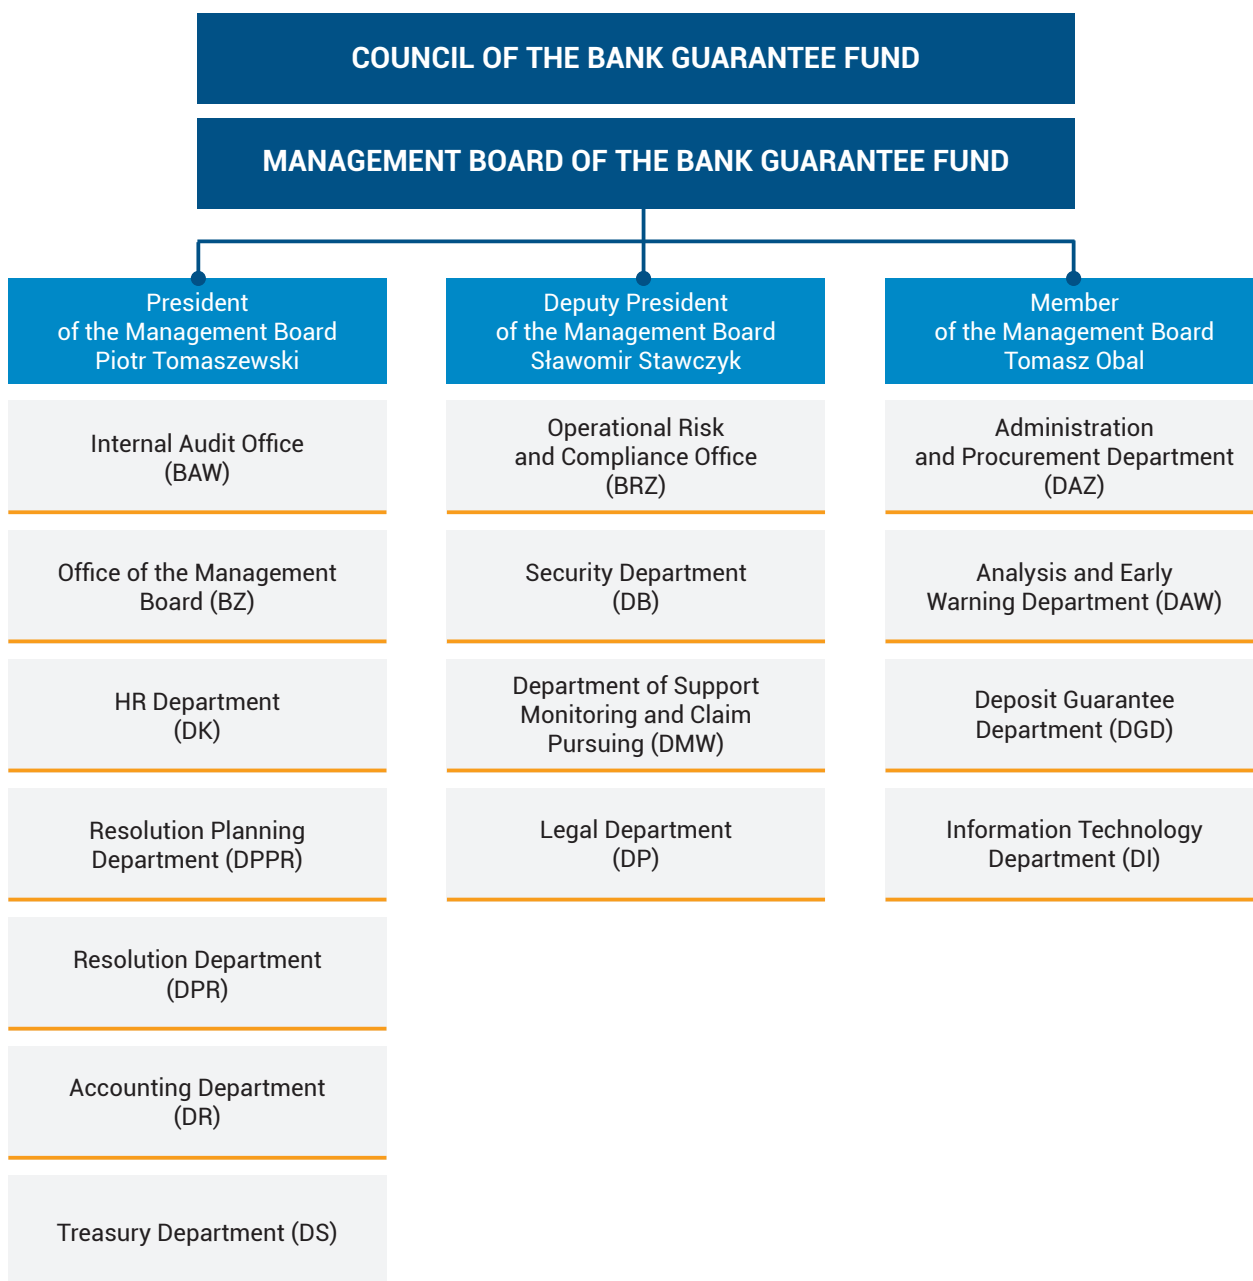 COUNCIL OF THE BANK GUARANTEE FUND
MANAGEMENT BOARD OF THE BANK GUARANTEE FUND
President
of the Management Board
Piotr Tomaszewski
Internal Audit Office
(BAW)
Office of the Management
Board (BZ)
HR Department
(DK)
Resolution Planning
Department (DPPR)
Resolution Department
(DPR)
Accounting Department
(DR)
Treasury Department (DS)
Deputy President
of the Management Board
Sławomir Stawczyk
Operational Risk
and Compliance Office
(BRZ)
Security Department
(DB)
Department of Support
Monitoring and Claim
Pursuing (DMW)
Legal Department
(DP)
Member
of the Management Board
Tomasz Obal
Administration
and Procurement Department
(DAZ)
Analysis and Early
Warning Department (DAW)
Deposit Guarantee
Department (DGD)
Information Technology
Department (DI)